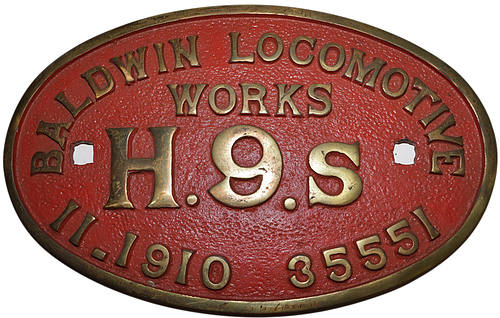 BALDWIN LOCOMOTIVE
WORKS
H.9.s
11-1910 35551